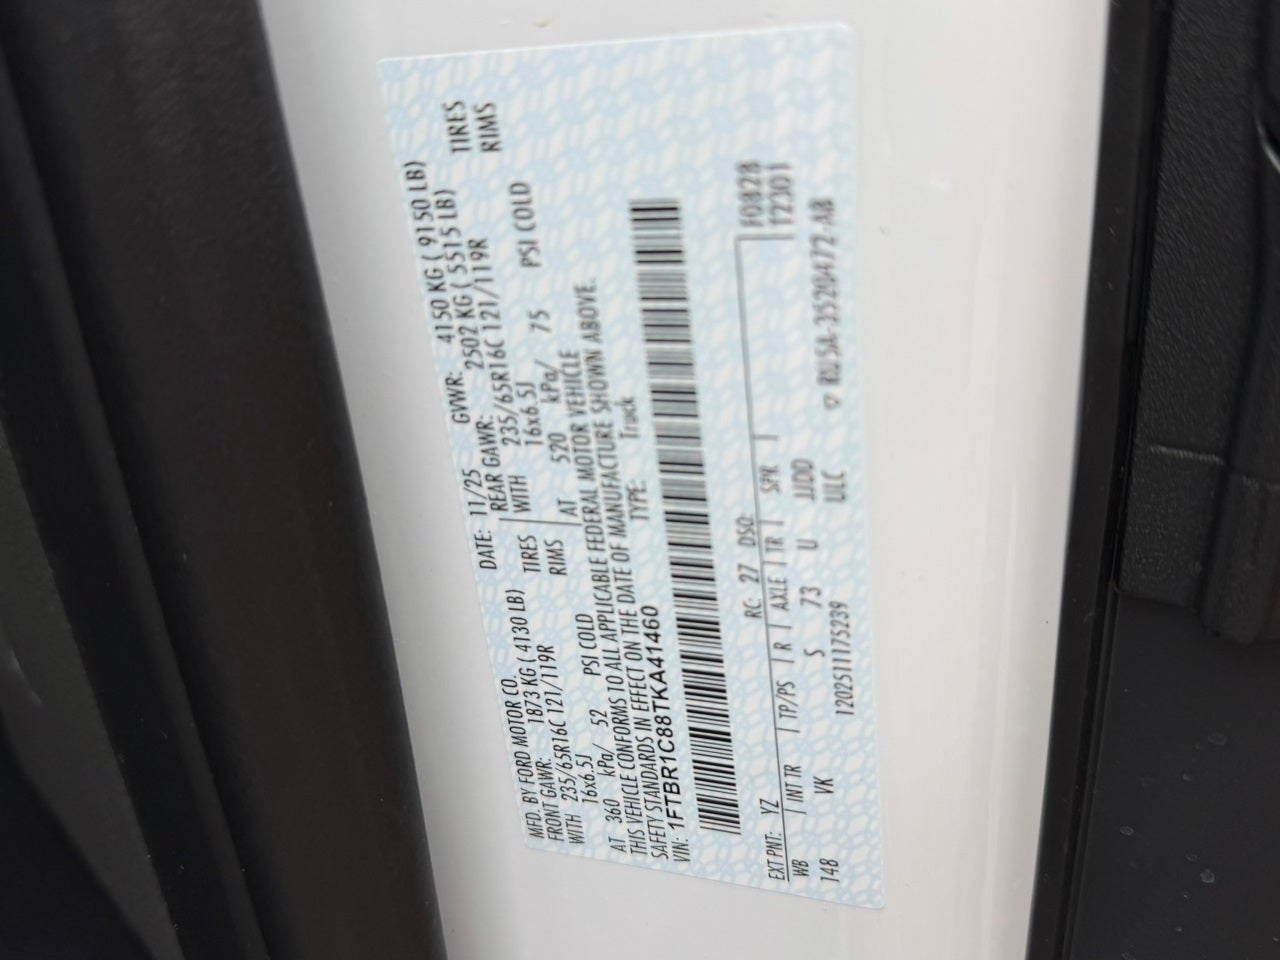 MFD. BY FORD MOTOR CO. DATE: 11/25 GVWR: 4150 KG ( 9150 LB)
FRONT GAWR: 1873 KG ( 4130 LB) REAR GAWR: 2502 KG ( 5515 LB)
WITH 235/65R16C 121/119R TIRES WITH 235/65R16C 121/119R TIRES
16x6.5J RIMS 16x6.5J RIMS
AT 360 kPa/ 52 PSI COLD AT 520 kPa/ 75 PSI COLD
THIS VEHICLE CONFORMS TO ALL APPLICABLE FEDERAL MOTOR VEHICLE
SAFETY STANDARDS IN EFFECT ON THE DATE OF MANUFACTURE SHOWN ABOVE.
VIN: 1FTBR1C88TKA41460 TYPE: Truck
F0828
T2301
EXT PNT: YZ RC: 27 DSO:
WB INT TR TP/PS R AXLE TR SPR
148 VK S 73 U JJDD
12025111175239 ULC ▽ RUSA-3520472-AB